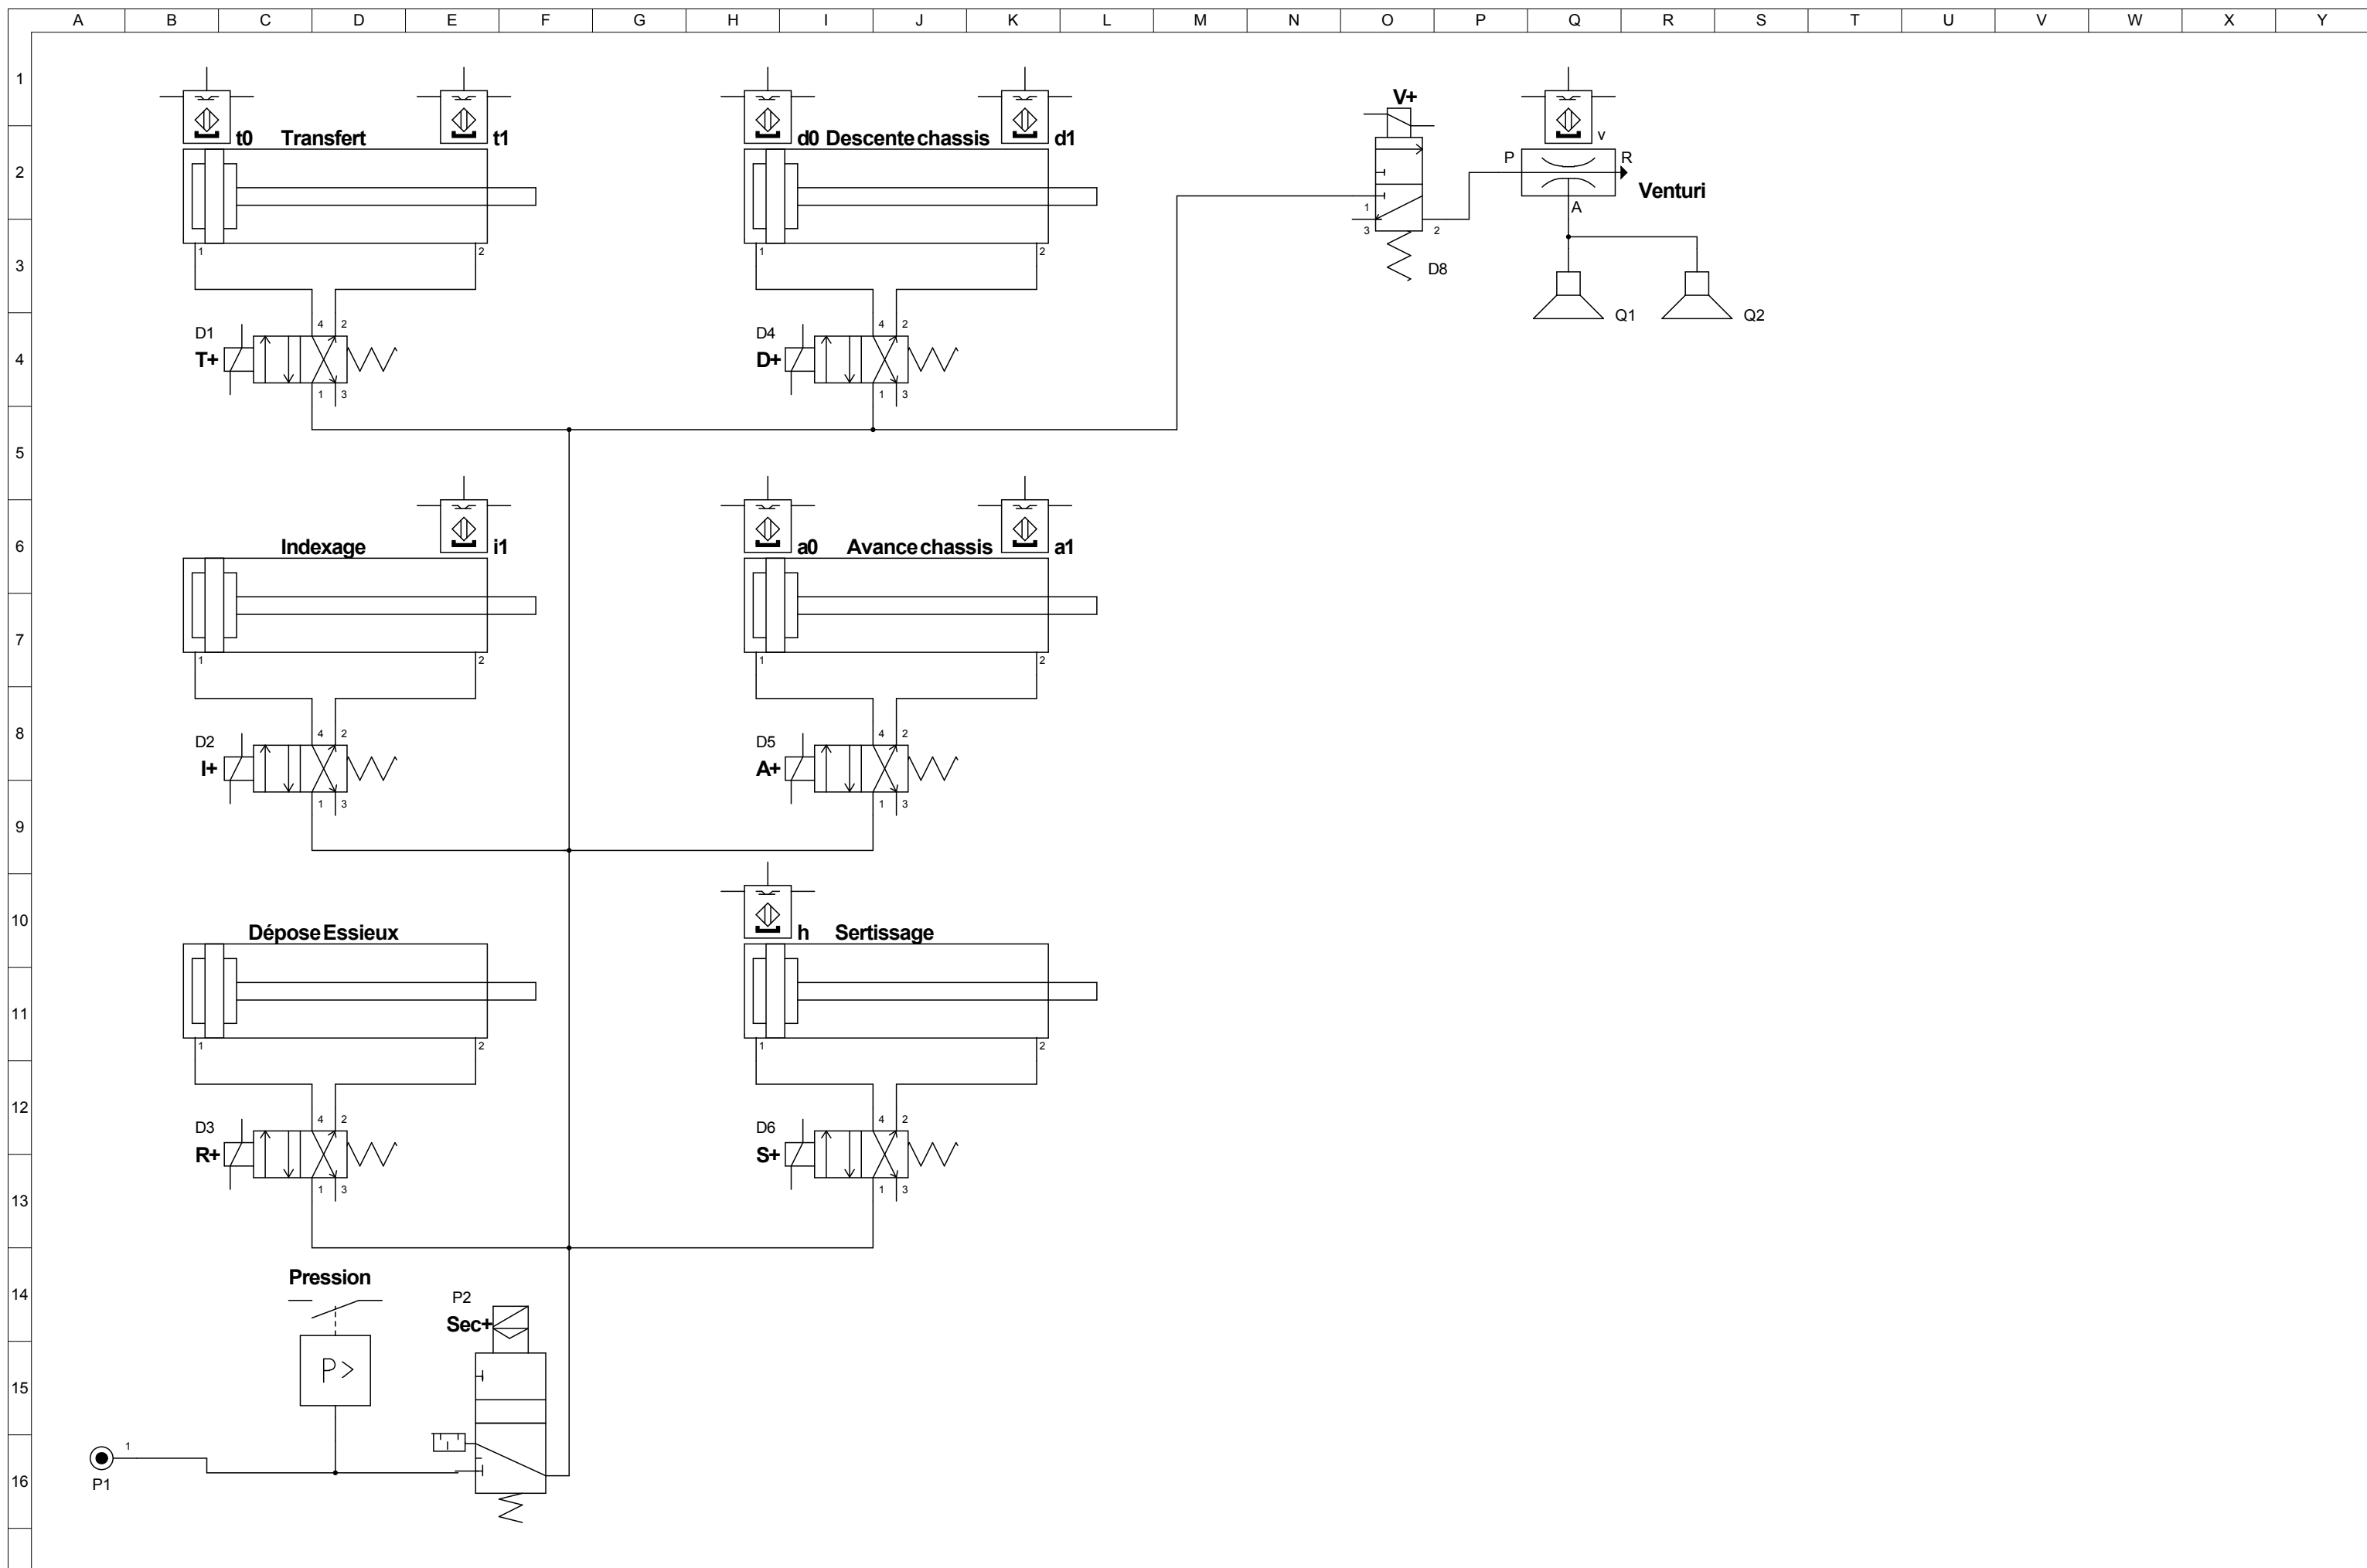 A B C D E F G H I J K L M N O P Q R S T U V W X Y
1
V+
t0 Transfert t1 d0 Descente chassis d1 v
2 P R
Venturi
1 A
3 2
1 2 1 2
3 D8
Q1 Q2
D1 4 2 D4 4 2
4 T+ D+
1 3 1 3
5
6 Indexage i1 a0 Avance chassis a1
7
1 2 1 2
8 D2 4 2 D5 4 2
I+ A+
1 3 1 3
9
10 Dépose Essieux h Sertissage
11
1 2 1 2
12 D3 4 2 D6 4 2
R+ S+
13 1 3 1 3
Pression
14 P2
Sec+
P>
15
1
16 P1